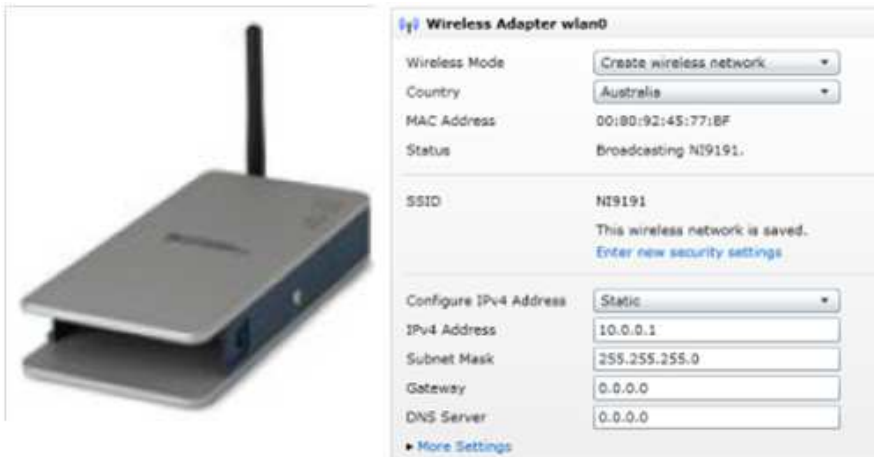 Wireless Adapter wlan0
Wireless Mode Create wireless network
Country Australia
MAC Address 00:80:92:45:77:BF
Status Broadcasting NI9191.
SSID NI9191
This wireless network is saved.
Enter new security settings
Configure IPv4 Address Static
IPv4 Address 10.0.0.1
Subnet Mask 255.255.255.0
Gateway 0.0.0.0
DNS Server 0.0.0.0
More Settings